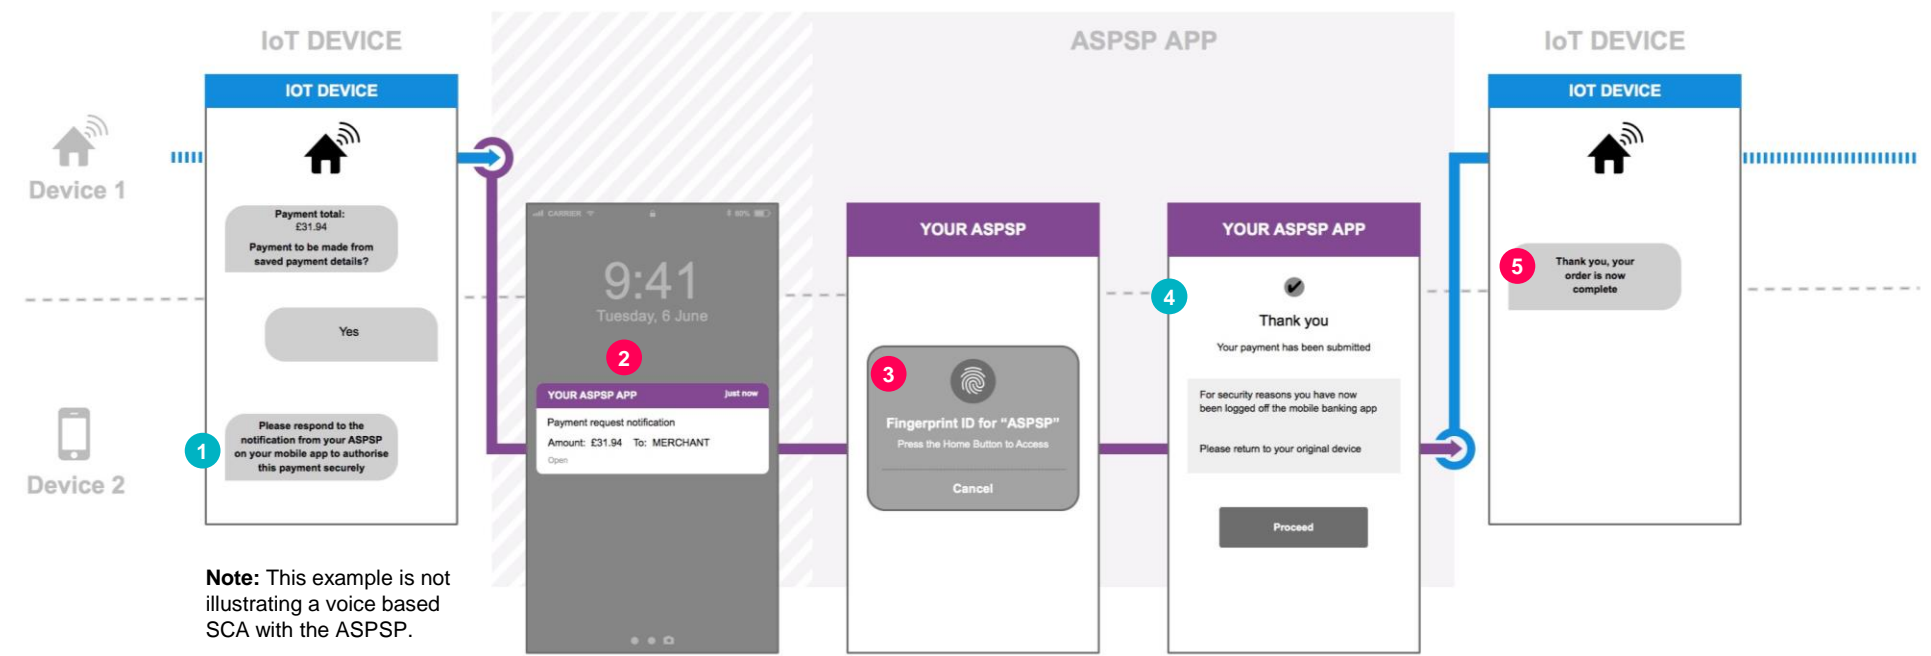 IoT DEVICE
ASPSP APP
IoT DEVICE
Device 1
Device 2
IOT DEVICE
Payment total:
£31.94
Payment to be made from
saved payment details?
Yes
1
Please respond to the
notification from your ASPSP
on your mobile app to authorise
this payment securely
Note: This example is not
illustrating a voice based
SCA with the ASPSP.
CARRIER
60%
9:41
Tuesday, 6 June
2
YOUR ASPSP APP
Just now
Payment request notification
Amount: £31.94 To: MERCHANT
Open
YOUR ASPSP
3
Fingerprint ID for "ASPSP"
Press the Home Button to Access
Cancel
YOUR ASPSP APP
4
Thank you
Your payment has been submitted
For security reasons you have now
been logged off the mobile banking app
Please return to your original device
Proceed
IOT DEVICE
5
Thank you, your
order is now
complete